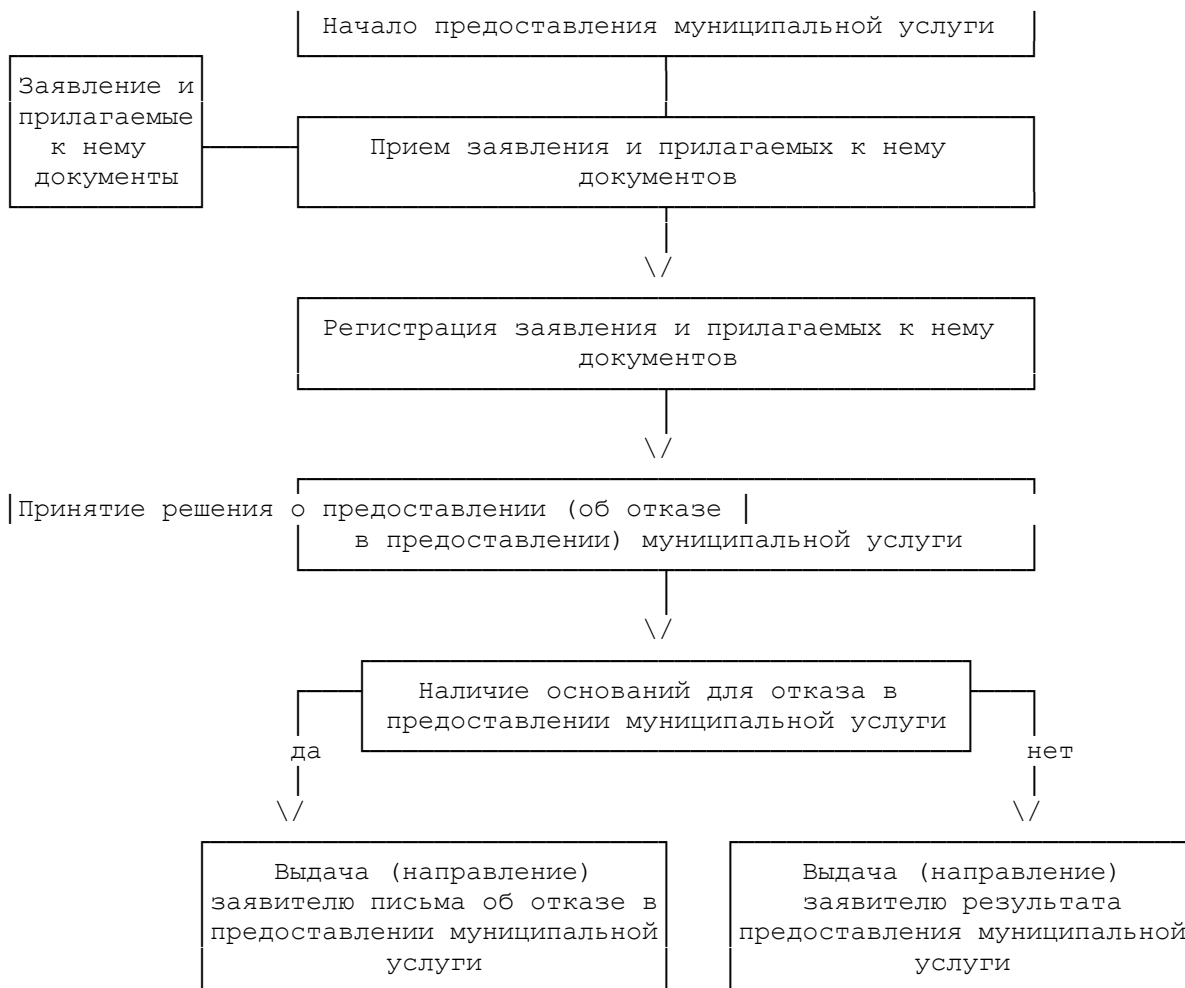 Начало предоставления муниципальной услуги
Заявление и
прилагаемые
к нему
документы
Прием заявления и прилагаемых к нему
документов
Регистрация заявления и прилагаемых к нему
документов
Принятие решения о предоставлении (об отказе
в предоставлении) муниципальной услуги
Наличие оснований для отказа в
предоставлении муниципальной услуги
да
нет
Выдача (направление)
заявителю письма об отказе в
предоставлении муниципальной
услуги
Выдача (направление)
заявителю результата
предоставления муниципальной
услуги